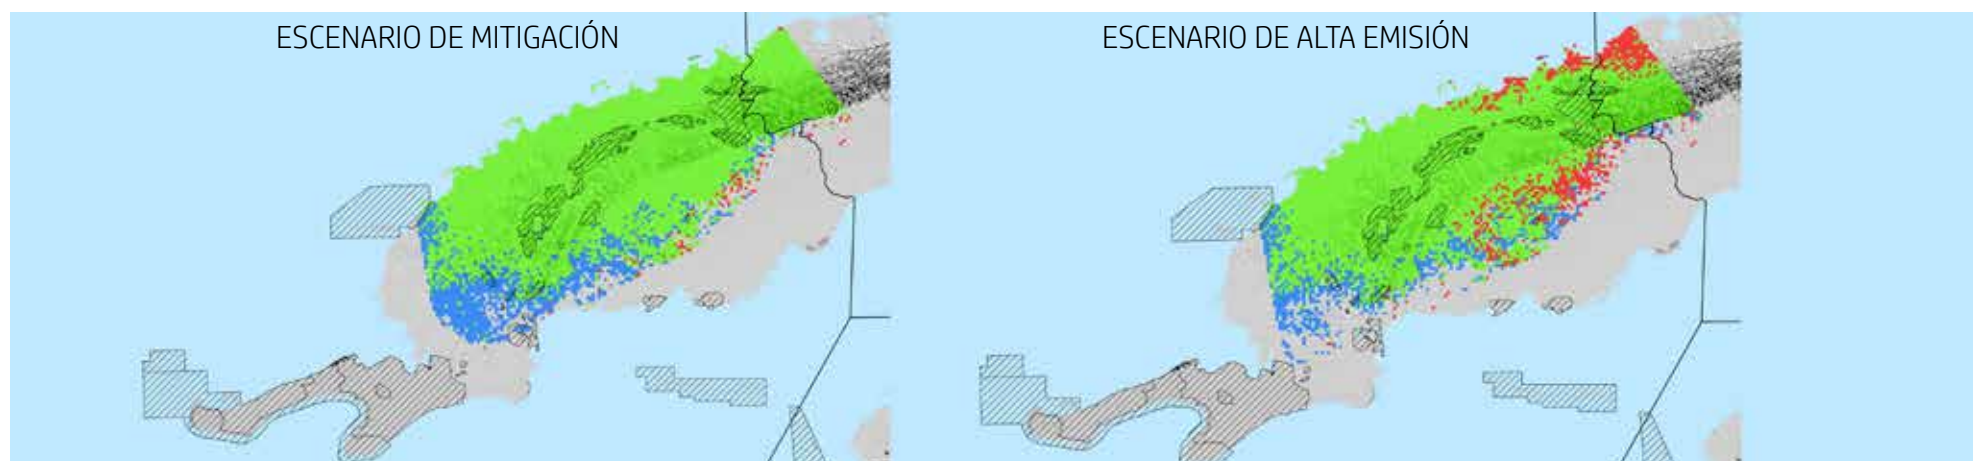 ESCENARIO DE MITIGACIÓN
ESCENARIO DE ALTA EMISIÓN